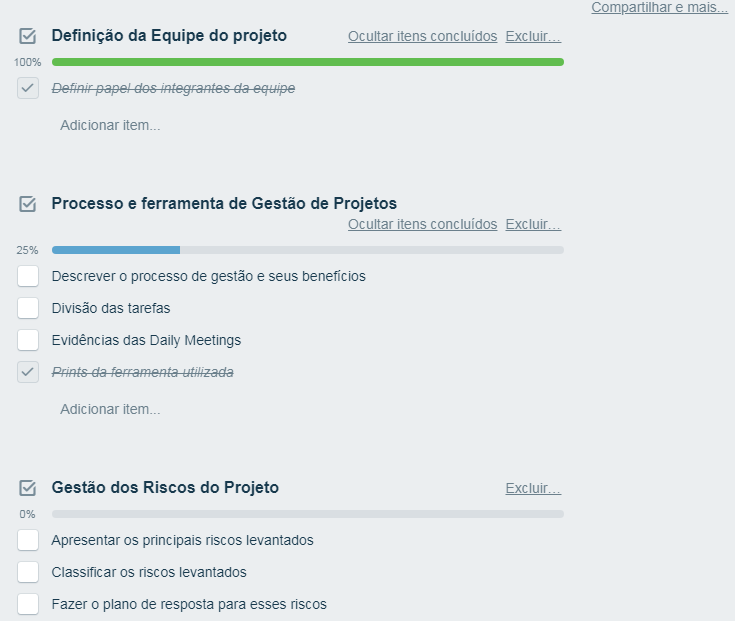 Compartilhar e mais...
Definição da Equipe do projeto Ocultar itens concluídos Excluir...
100%
Definir papel dos integrantes da equipe
Adicionar item...
Processo e ferramenta de Gestão de Projetos
Ocultar itens concluídos Excluir...
25%
Descrever o processo de gestão e seus benefícios
Divisão das tarefas
Evidências das Daily Meetings
Prints da ferramenta utilizada
Adicionar item...
Gestão dos Riscos do Projeto Excluir...
0%
Apresentar os principais riscos levantados
Classificar os riscos levantados
Fazer o plano de resposta para esses riscos